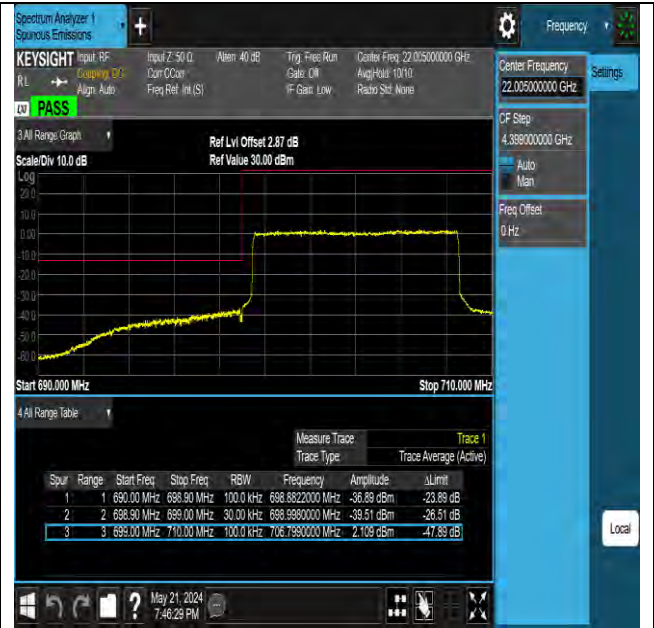 Spectrum Analyzer 1
Spurious Emissions
+
Frequency
KEYSIGHT Input: RF Input Z: 50 Ω Atten: 40 dB Trig: Free Run Center Freq: 22.005000000 GHz
RL Coupling: DC Corr CCorr Gate: Off Avg|Hold: 10/10
Align: Auto Freq Ref: Int (S) IF Gain: Low Radio Std: None
LXI PASS
Center Frequency
22.005000000 GHz
Settings
CF Step
4.399000000 GHz
Auto
Man
Freq Offset
0 Hz
3 All Range Graph
Ref Lvl Offset 2.87 dB
Scale/Div 10.0 dB Ref Value 30.00 dBm
Log
20.0
10.0
0.00
-10.0
-20.0
-30.0
-40.0
-50.0
-60.0
Start 690.000 MHz Stop 710.000 MHz
4 All Range Table
Measure Trace Trace 1
Trace Type Trace Average (Active)
Spur Range Start Freq Stop Freq RBW Frequency Amplitude ΔLimit
1 1 690.00 MHz 698.90 MHz 100.0 kHz 698.8822000 MHz -36.89 dBm -23.89 dB
2 2 698.90 MHz 699.00 MHz 30.00 kHz 698.9980000 MHz -39.51 dBm -26.51 dB
3 3 699.00 MHz 710.00 MHz 100.0 kHz 706.7990000 MHz 2.109 dBm -47.89 dB
Local
? May 21, 2024
7:46:29 PM